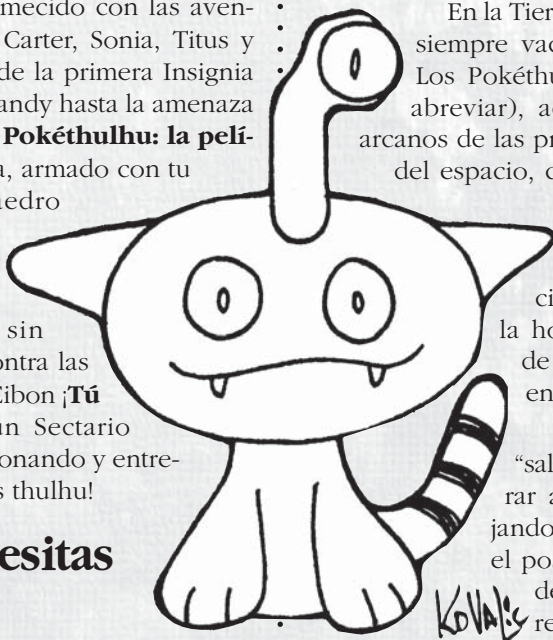 mecido con las aven-
Carter, Sonia, Titus y
de la primera Insignia
andy hasta la amenaza
Pokéthulhu: la pelí-
a, armado con tu
edro
sin
ontra las
Eibon ¡Tú
un Sectario
onando y entre-
s thulhu!
esitas
En la Tier
siempre vac
Los Pokéthu
abreviar), a
arcanos de las pr
del espacio, c
ci
la ho
de
en
"sal
rar a
jando
el po
de
re
KOVALIC